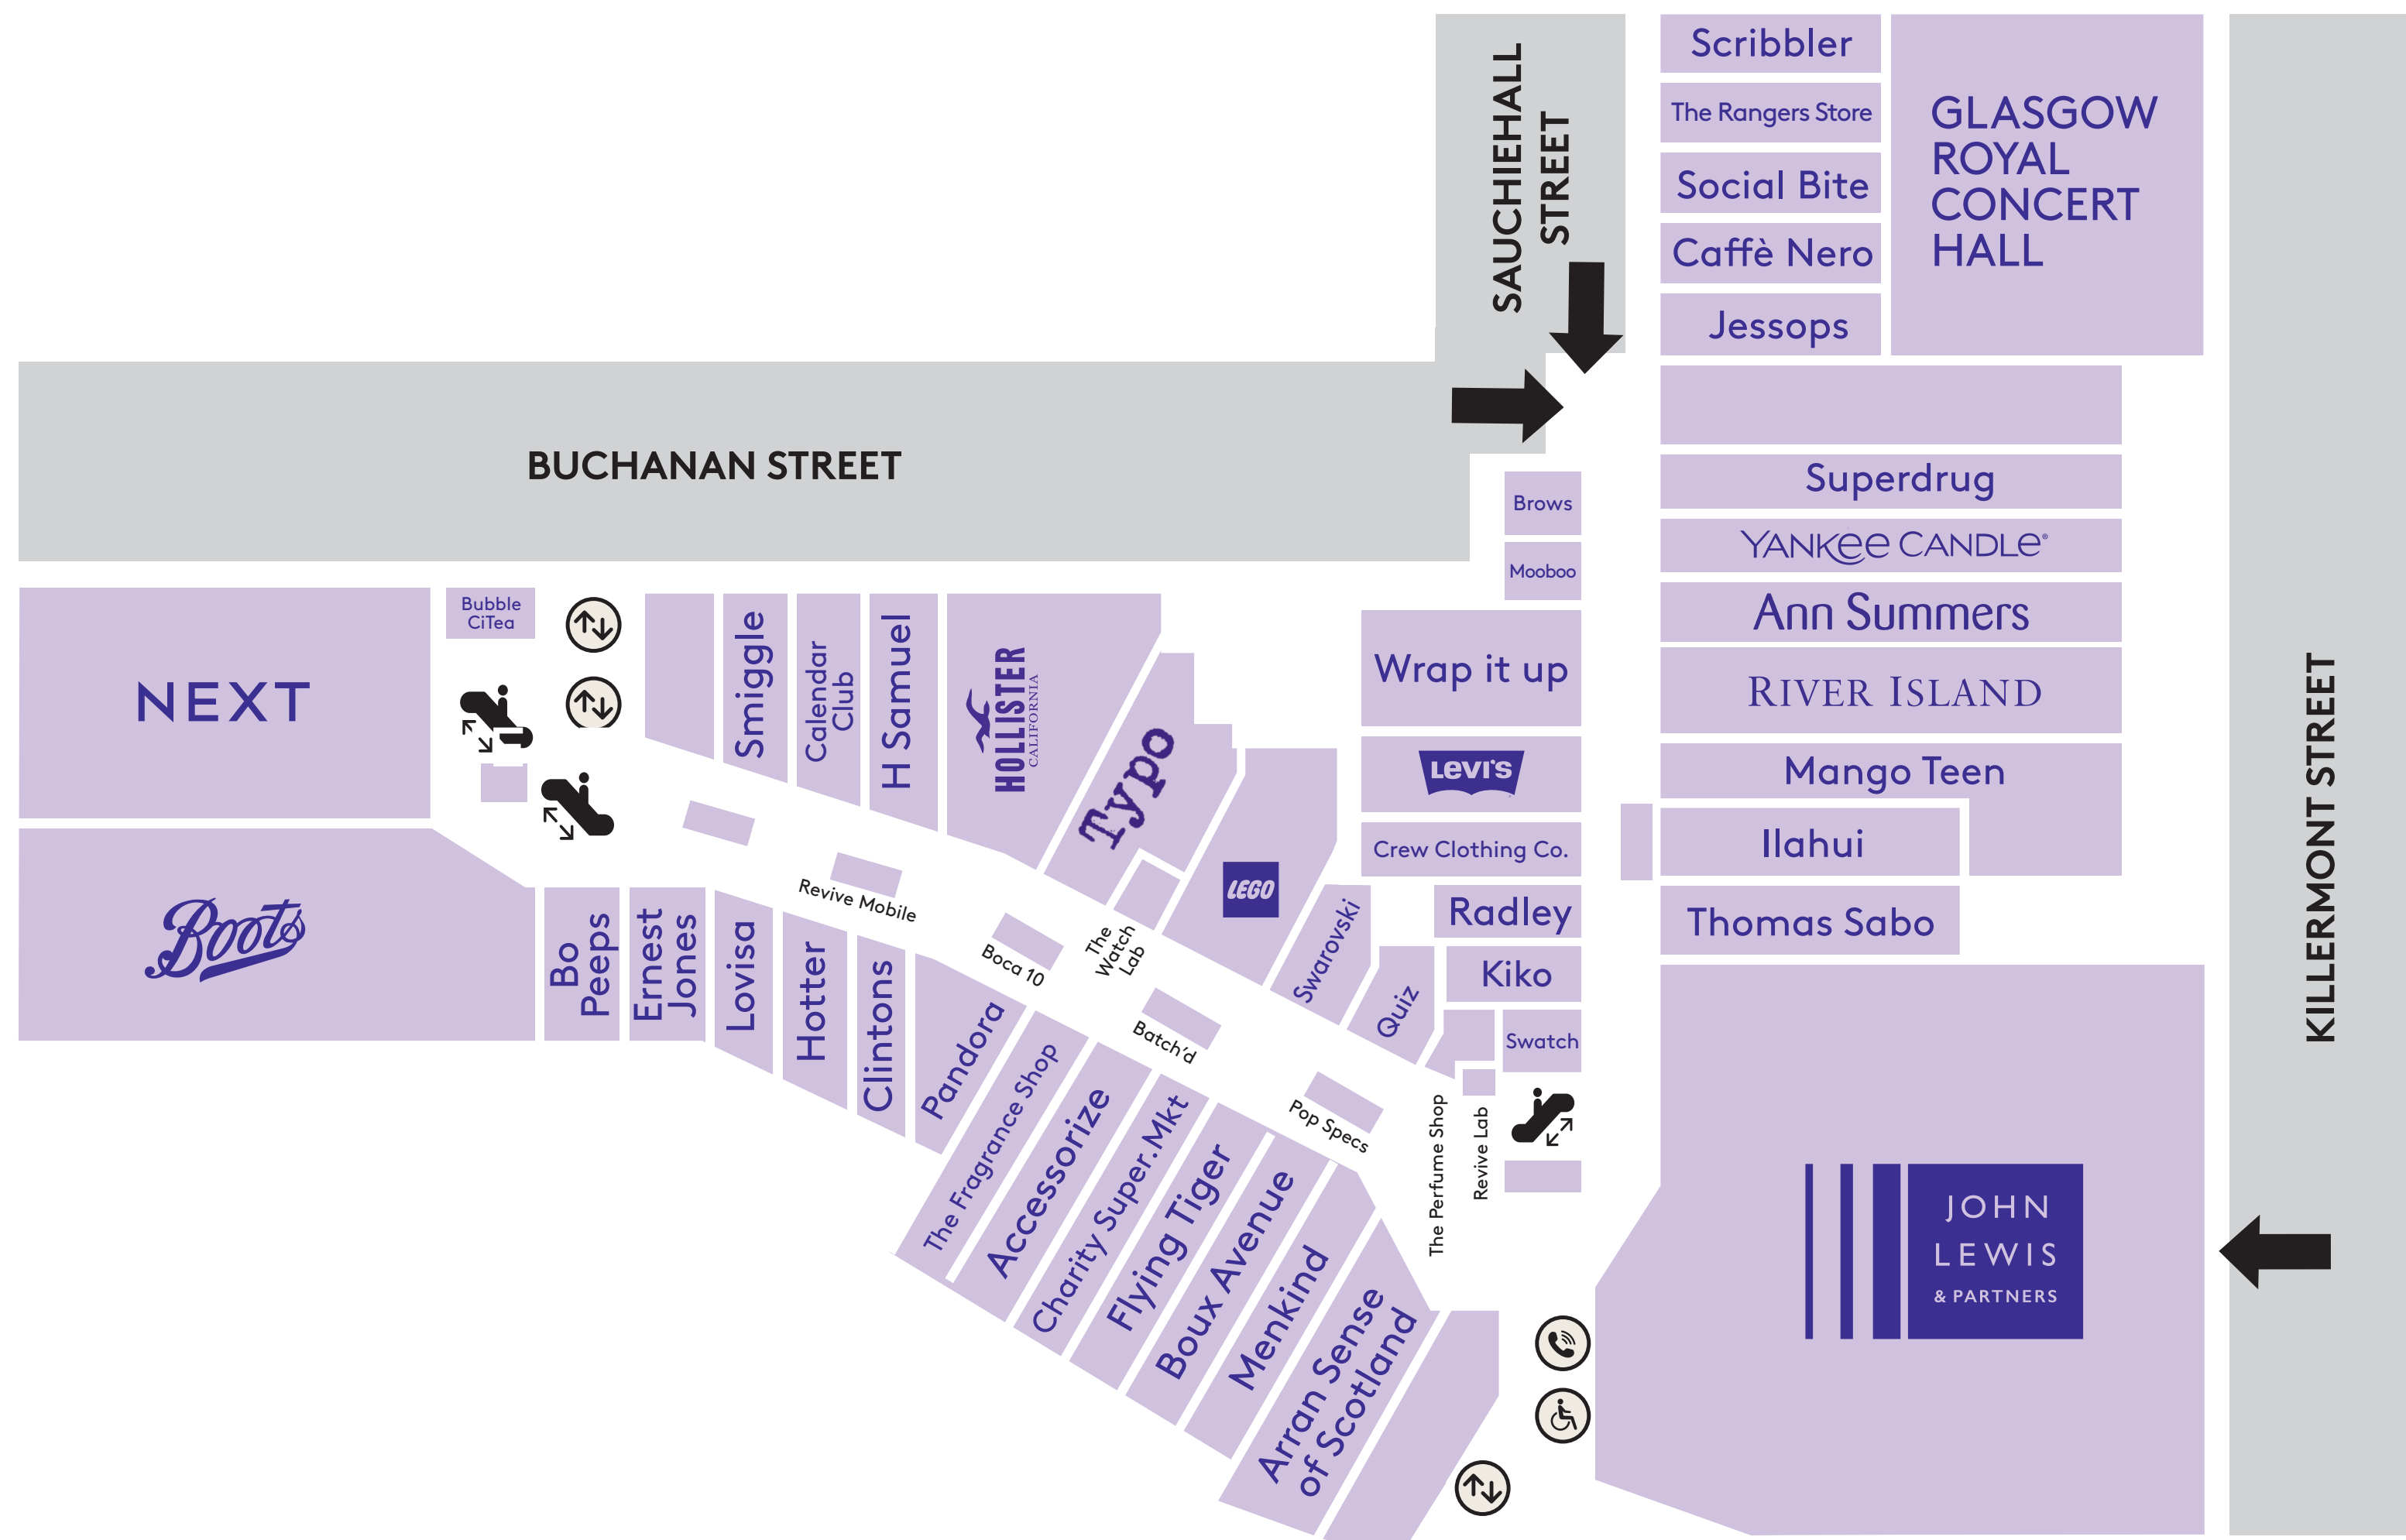 SAUCHIEHALL
STREET
Scribbler
The Rangers Store
Social Bite
Caffè Nero
Jessops
GLASGOW
ROYAL
CONCERT
HALL
BUCHANAN STREET
Brows
Mooboo
Superdrug
YANKEE CANDLE®
Ann Summers
RIVER ISLAND
Mango Teen
Ilahui
Thomas Sabo
KILLERMONT STREET
NEXT
Bubble
CiTea
Smiggle
Calendar
Club
H Samuel
HOLLISTER
CALIFORNIA
Typo
LEGO
Wrap it up
LEVI'S
Crew Clothing Co.
Radley
Kiko
Swatch
Swarovski
Quiz
Boots
Bo
Peeps
Ernest
Jones
Lovisa
Hotter
Clintons
Pandora
The Fragrance Shop
Accessorize
Charity Super.Mkt
Flying Tiger
Boux Avenue
Menkind
Arran Sense
of Scotland
Revive Mobile
Boca 10
The
Watch
Lab
Batch'd
Pop Specs
The Perfume Shop
Revive Lab
JOHN
LEWIS
& PARTNERS